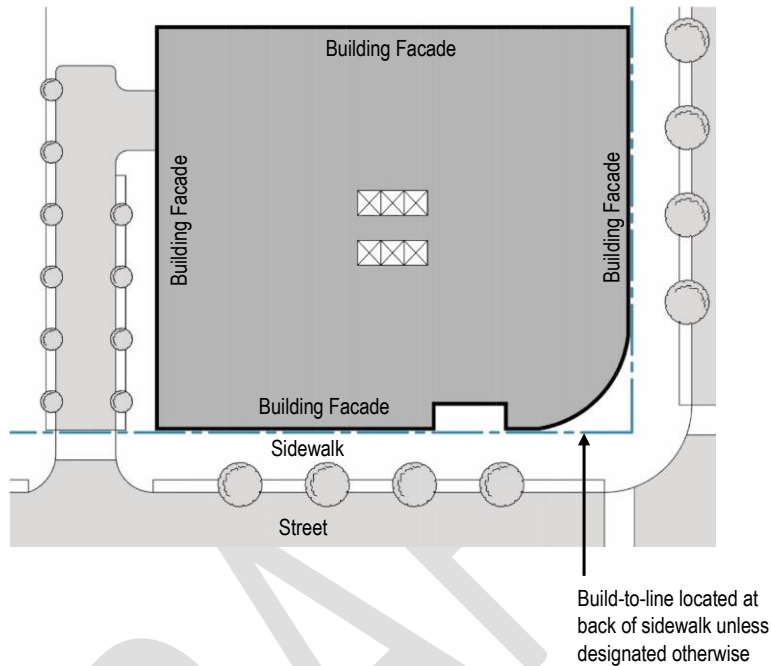 Building Facade
Building Facade
Building Facade
Building Facade
Sidewalk
Street
Build-to-line located at
back of sidewalk unless
designated otherwise